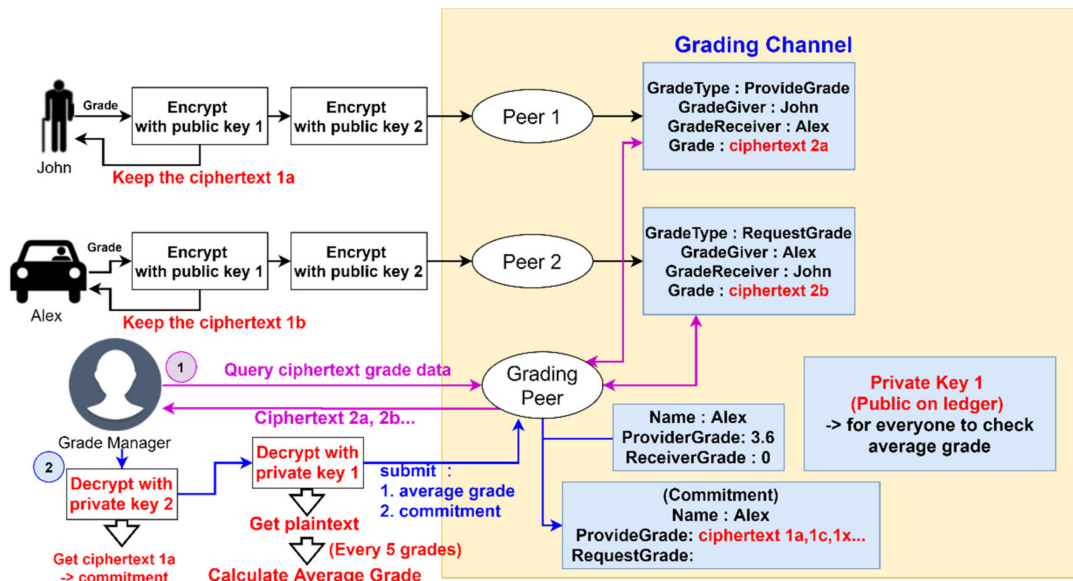 Grading Channel
Grade
Encrypt
with public key 1
Encrypt
with public key 2
Peer 1
GradeType : ProvideGrade
GradeGiver : John
GradeReceiver : Alex
Grade : ciphertext 2a
John
Keep the ciphertext 1a
Grade
Encrypt
with public key 1
Encrypt
with public key 2
Peer 2
GradeType : RequestGrade
GradeGiver : Alex
GradeReceiver : John
Grade : ciphertext 2b
Alex
Keep the ciphertext 1b
1
Query ciphertext grade data
Grading
Peer
Ciphertext 2a, 2b...
Grade Manager
Private Key 1
(Public on ledger)
-> for everyone to check
average grade
Name : Alex
ProviderGrade: 3.6
ReceiverGrade : 0
2
Decrypt with
private key 2
Decrypt with
private key 1
submit :
1. average grade
2. commitment
(Commitment)
Name : Alex
ProvideGrade: ciphertext 1a,1c,1x...
RequestGrade:
Get plaintext
(Every 5 grades)
Get ciphertext 1a
-> commitment
Calculate Average Grade